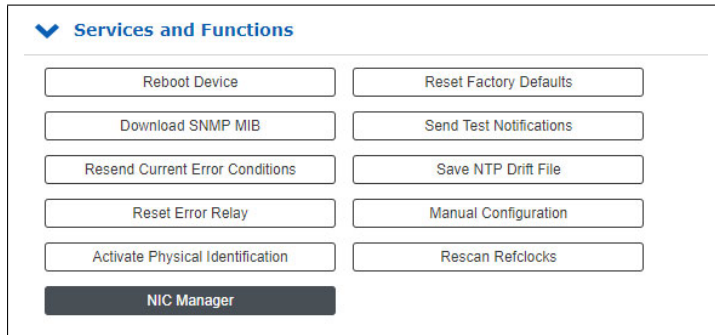 Services and Functions
Reboot Device
Reset Factory Defaults
Download SNMP MIB
Send Test Notifications
Resend Current Error Conditions
Save NTP Drift File
Reset Error Relay
Manual Configuration
Activate Physical Identification
Rescan Refclocks
NIC Manager